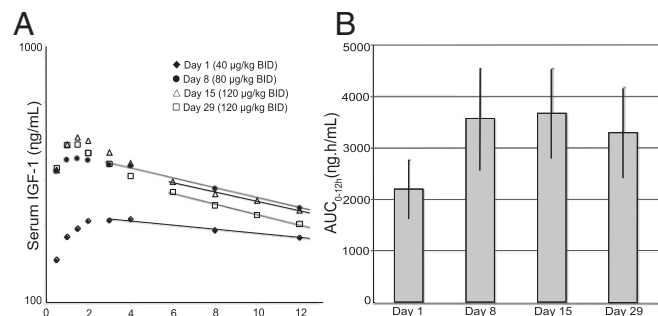 A
B
1000
100
Serum IGF-1 (ng/mL)
Day 1 (40 µg/kg BID)
Day 8 (80 µg/kg BID)
Day 15 (120 µg/kg BID)
Day 29 (120 µg/kg BID)
0 2 4 6 8 10 12
AUC0-12h(ng.h/mL)
5000
4000
3000
2000
1000
0
Day 1 Day 8 Day 15 Day 29